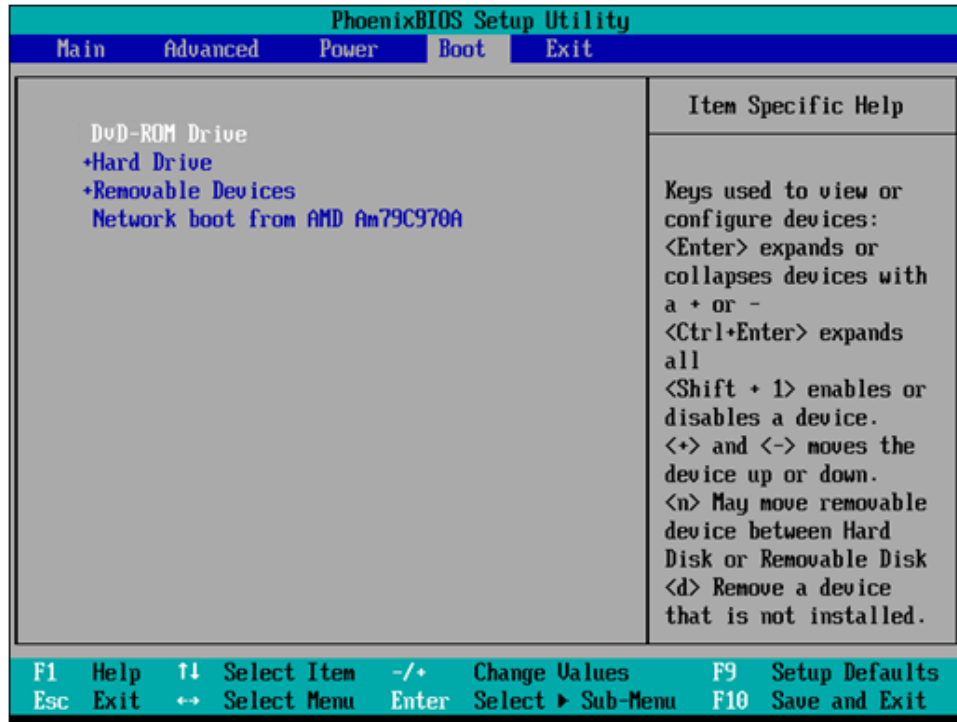 PhoenixBIOS Setup Utility
Main Advanced Power Boot Exit
DvD-ROM Drive
+Hard Drive
+Removable Devices
Network boot from AMD Am79C970A
Item Specific Help
Keys used to view or
configure devices:
<Enter> expands or
collapses devices with
a + or -
<Ctrl+Enter> expands
all
<Shift + 1> enables or
disables a device.
<+> and <-> moves the
device up or down.
<n> May move removable
device between Hard
Disk or Removable Disk
<d> Remove a device
that is not installed.
F1 Help ↑↓ Select Item -/+ Change Values F9 Setup Defaults
Esc Exit ↔ Select Menu Enter Select ▶ Sub-Menu F10 Save and Exit